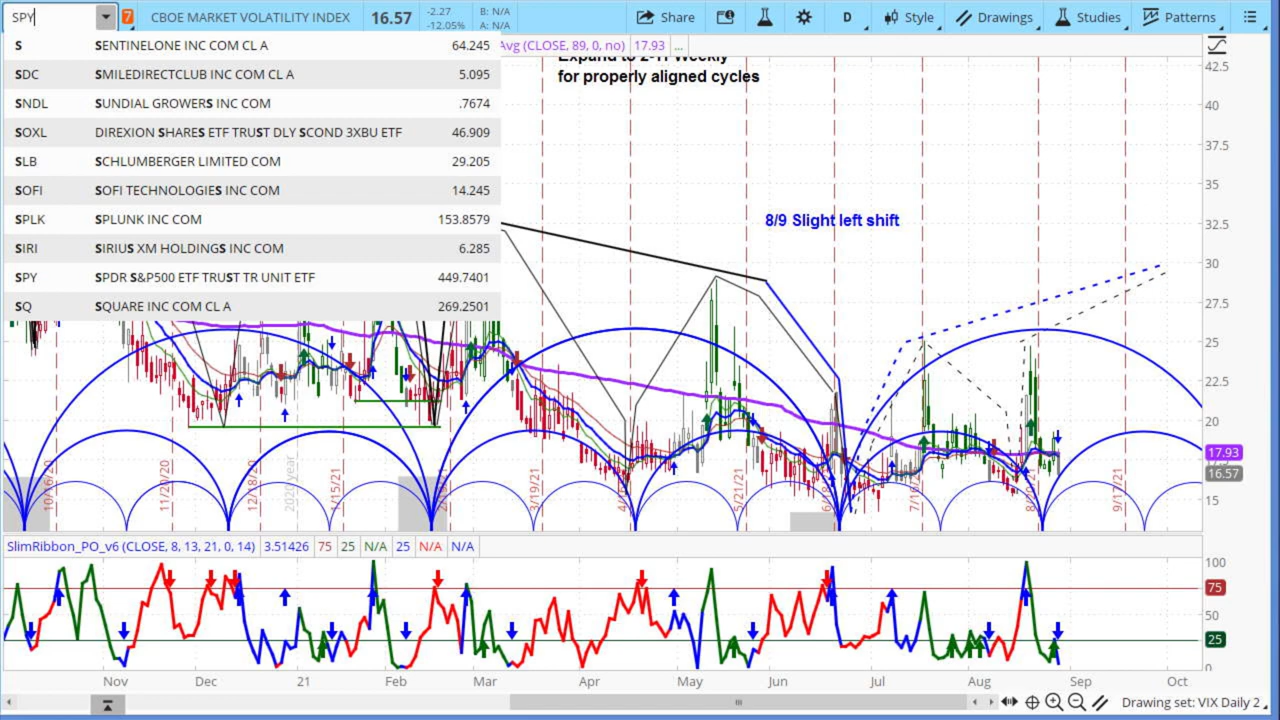 SPY 7 CBOE MARKET VOLATILITY INDEX 16.57 -2.27 B: N/A Share D Style Drawings Studies Patterns
-12.05% A: N/A
S SENTINELONE INC COM CL A 64.245
SDC SMILEDIRECTCLUB INC COM CL A 5.095
SNDL SUNDIAL GROWERS INC COM .7674
SOXL DIREXION SHARES ETF TRUST DLY SCOND 3XBU ETF 46.909
SLB SCHLUMBERGER LIMITED COM 29.205
SOFI SOFI TECHNOLOGIES INC COM 14.245
SPLK SPLUNK INC COM 153.8579
SIRI SIRIUS XM HOLDINGS INC COM 6.285
SPY SPDR S&P500 ETF TRUST TR UNIT ETF 449.7401
SQ SQUARE INC COM CL A 269.2501
Avg (CLOSE, 89, 0, no) 17.93 ...
for properly aligned cycles
8/9 Slight left shift
42.5
40
37.5
35
32.5
30
27.5
25
22.5
20
17.93
16.57
15
10/16/20 11/20/20 12/18/20 2020 year 1/15/21 3/19/21 5/21/21 9/17/21
SlimRibbon_PO_v6 (CLOSE, 8, 13, 21, 0, 14) 3.51426 75 25 N/A 25 N/A N/A
100
75
50
25
0
Nov Dec 21 Feb Mar Apr May Jun Jul Aug Sep Oct
Drawing set: VIX Daily 2